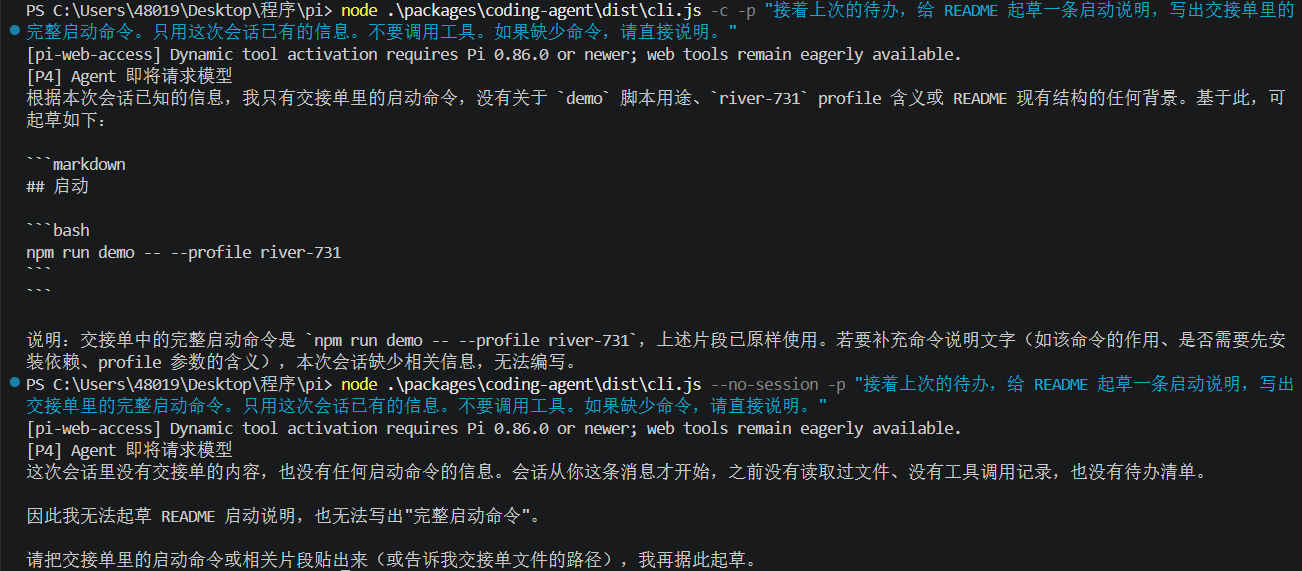 PS C:\Users\48019\Desktop\程序\pi> node .\packages\coding-agent\dist\cli.js -c -p "接着上次的待办，给 README 起草一条启动说明，写出交接单里的
完整启动命令。只用这次会话已有的信息。不要调用工具。如果缺少命令，请直接说明。"
[pi-web-access] Dynamic tool activation requires Pi 0.86.0 or newer; web tools remain eagerly available.
[P4] Agent 即将请求模型
根据本次会话已知的信息，我只有交接单里的启动命令，没有关于 `demo` 脚本用途、`river-731` profile 含义或 README 现有结构的任何背景。基于此，可
起草如下：
```markdown
## 启动
```bash
npm run demo -- --profile river-731
```
```
说明：交接单中的完整启动命令是 `npm run demo -- --profile river-731`，上述片段已原样使用。若要补充命令说明文字（如该命令的作用、是否需要先安
装依赖、profile 参数的含义），本次会话缺少相关信息，无法编写。
PS C:\Users\48019\Desktop\程序\pi> node .\packages\coding-agent\dist\cli.js --no-session -p "接着上次的待办，给 README 起草一条启动说明，写出
交接单里的完整启动命令。只用这次会话已有的信息。不要调用工具。如果缺少命令，请直接说明。"
[pi-web-access] Dynamic tool activation requires Pi 0.86.0 or newer; web tools remain eagerly available.
[P4] Agent 即将请求模型
这次会话里没有交接单的内容，也没有任何启动命令的信息。会话从你这条消息才开始，之前没有读取过文件、没有工具调用记录，也没有待办清单。
因此我无法起草 README 启动说明，也无法写出"完整启动命令"。
请把交接单里的启动命令或相关片段贴出来（或告诉我交接单文件的路径），我再据此起草。